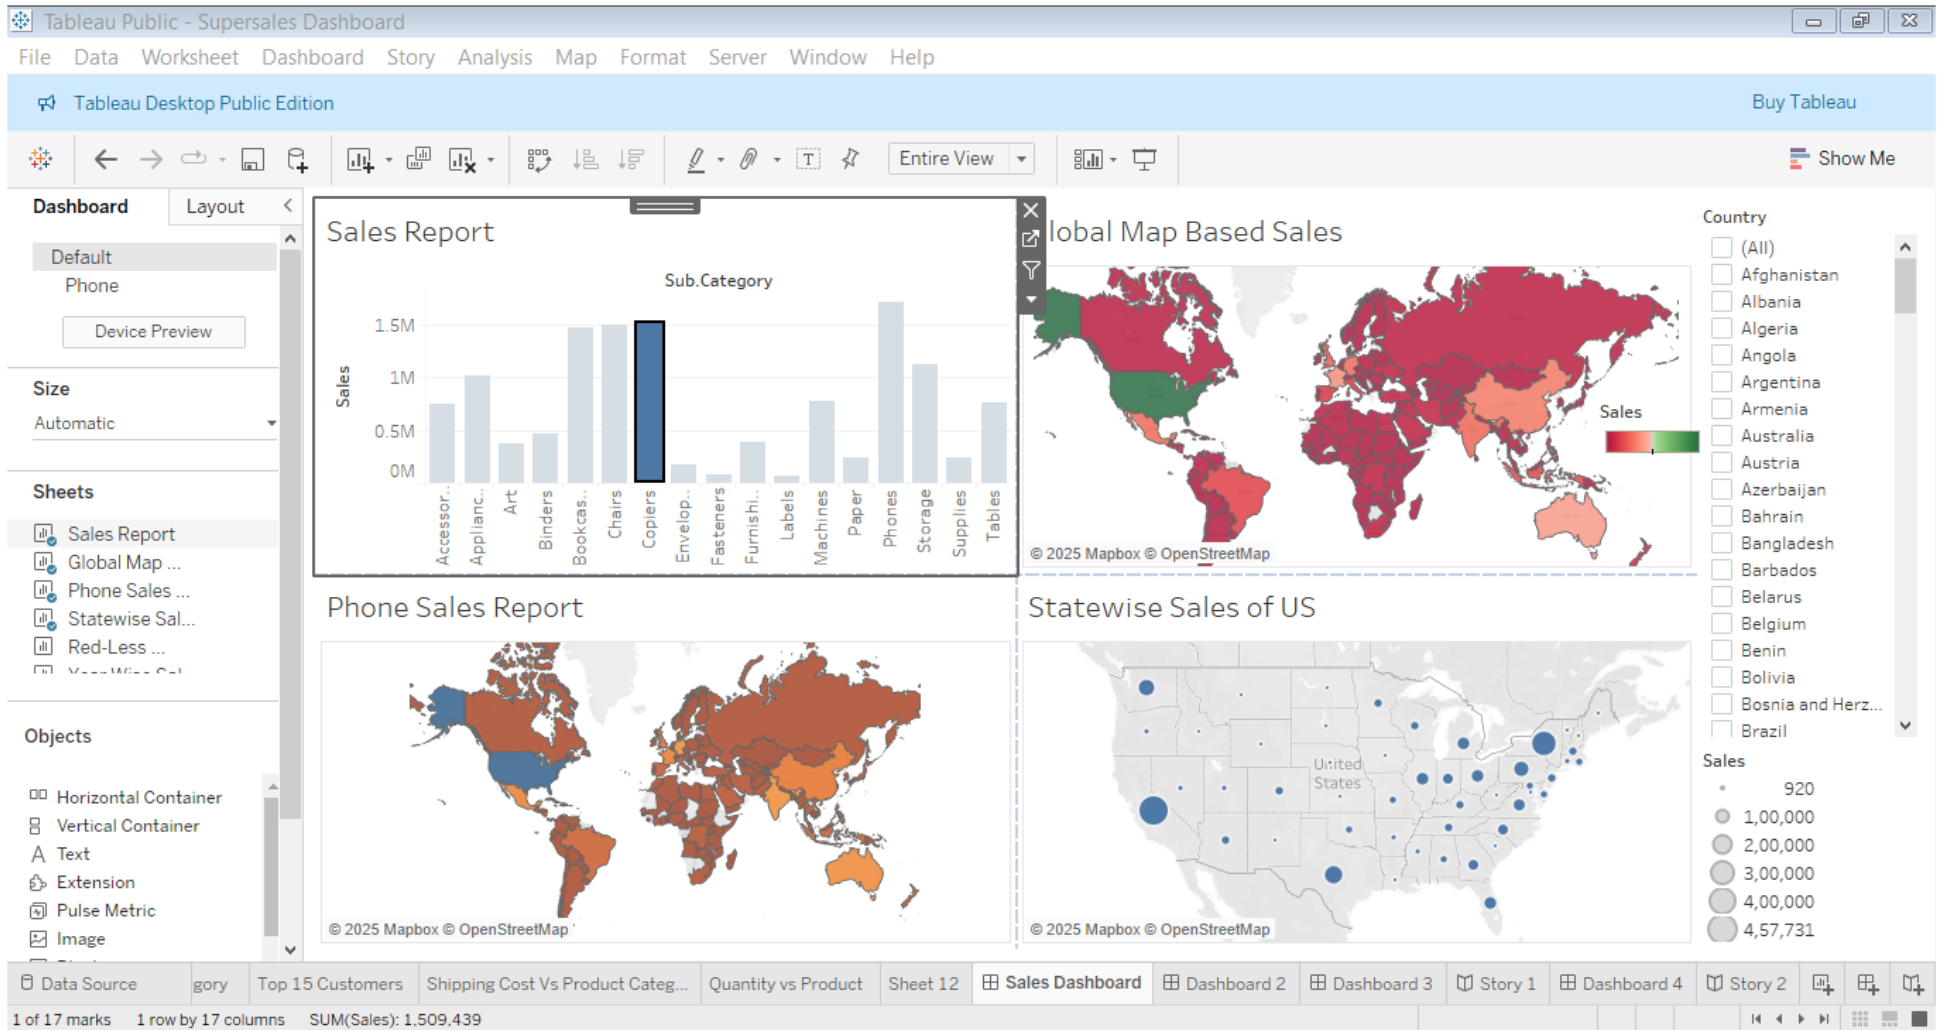 Tableau Public - Supersales Dashboard
File Data Worksheet Dashboard Story Analysis Map Format Server Window Help
Tableau Desktop Public Edition
Buy Tableau
Entire View
Show Me
Dashboard
Layout
Default
Phone
Device Preview
Size
Automatic
Sheets
Sales Report
Global Map ...
Phone Sales ...
Statewise Sal...
Red-Less ...
Objects
Horizontal Container
Vertical Container
Text
Extension
Pulse Metric
Image
Sales Report
Sub.Category
Sales
1.5M
1M
0.5M
0M
Accessor..
Applianc..
Art
Binders
Bookcas..
Chairs
Copiers
Envelop..
Fasteners
Furnishi..
Labels
Machines
Paper
Phones
Storage
Supplies
Tables
lobal Map Based Sales
Sales
© 2025 Mapbox © OpenStreetMap
Phone Sales Report
© 2025 Mapbox © OpenStreetMap
Statewise Sales of US
United
States
© 2025 Mapbox © OpenStreetMap
Country
(All)
Afghanistan
Albania
Algeria
Angola
Argentina
Armenia
Australia
Austria
Azerbaijan
Bahrain
Bangladesh
Barbados
Belarus
Belgium
Benin
Bolivia
Bosnia and Herz...
Brazil
Sales
920
1,00,000
2,00,000
3,00,000
4,00,000
4,57,731
Data Source
gory
Top 15 Customers
Shipping Cost Vs Product Categ...
Quantity vs Product
Sheet 12
Sales Dashboard
Dashboard 2
Dashboard 3
Story 1
Dashboard 4
Story 2
1 of 17 marks 1 row by 17 columns SUM(Sales): 1,509,439